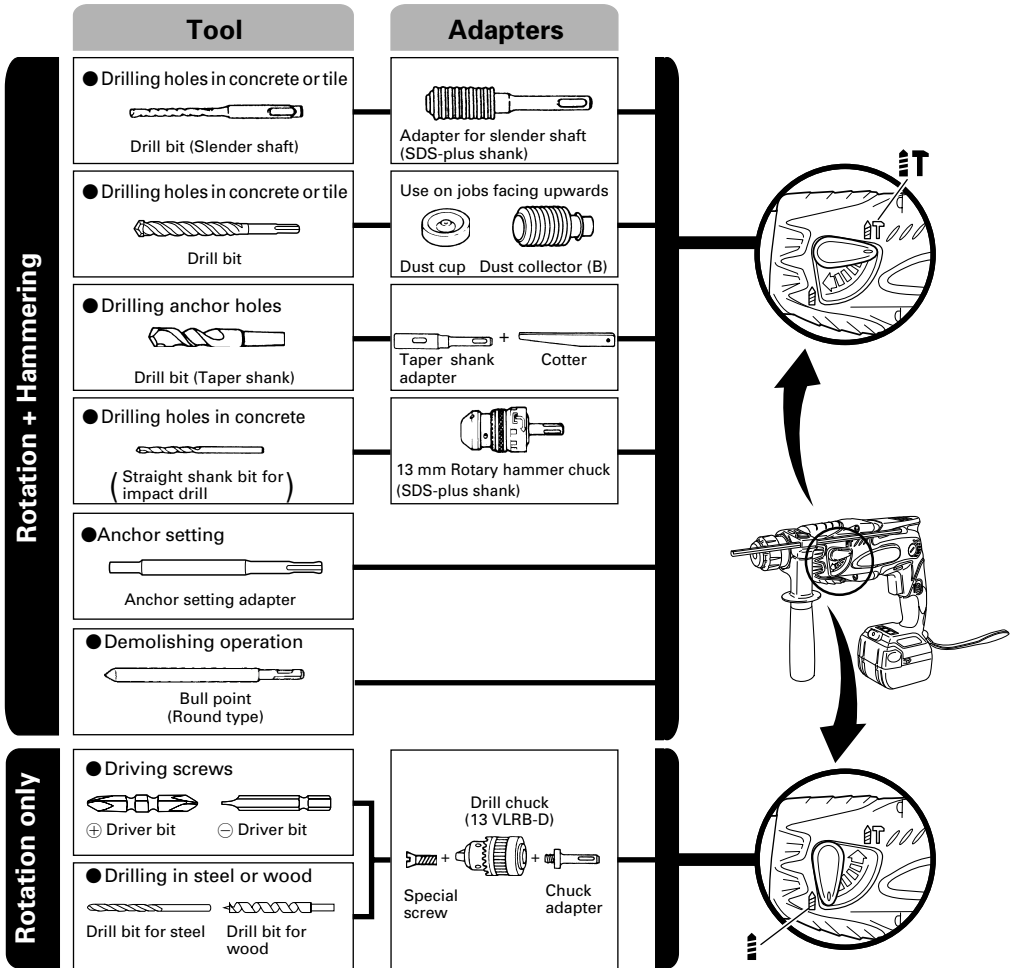 Tool
Adapters
Rotation + Hammering
● Drilling holes in concrete or tile
Drill bit (Slender shaft)
Adapter for slender shaft
(SDS-plus shank)
● Drilling holes in concrete or tile
Drill bit
Use on jobs facing upwards
Dust cup Dust collector (B)
● Drilling anchor holes
Drill bit (Taper shank)
+
Taper shank
adapter
Cotter
● Drilling holes in concrete
(Straight shank bit for
impact drill)
13 mm Rotary hammer chuck
(SDS-plus shank)
● Anchor setting
Anchor setting adapter
● Demolishing operation
Bull point
(Round type)
Rotation only
● Driving screws
⊕ Driver bit ⊖ Driver bit
● Drilling in steel or wood
Drill bit for steel
Drill bit for
wood
Drill chuck
(13 VLRB-D)
+ +
Special
screw
Chuck
adapter